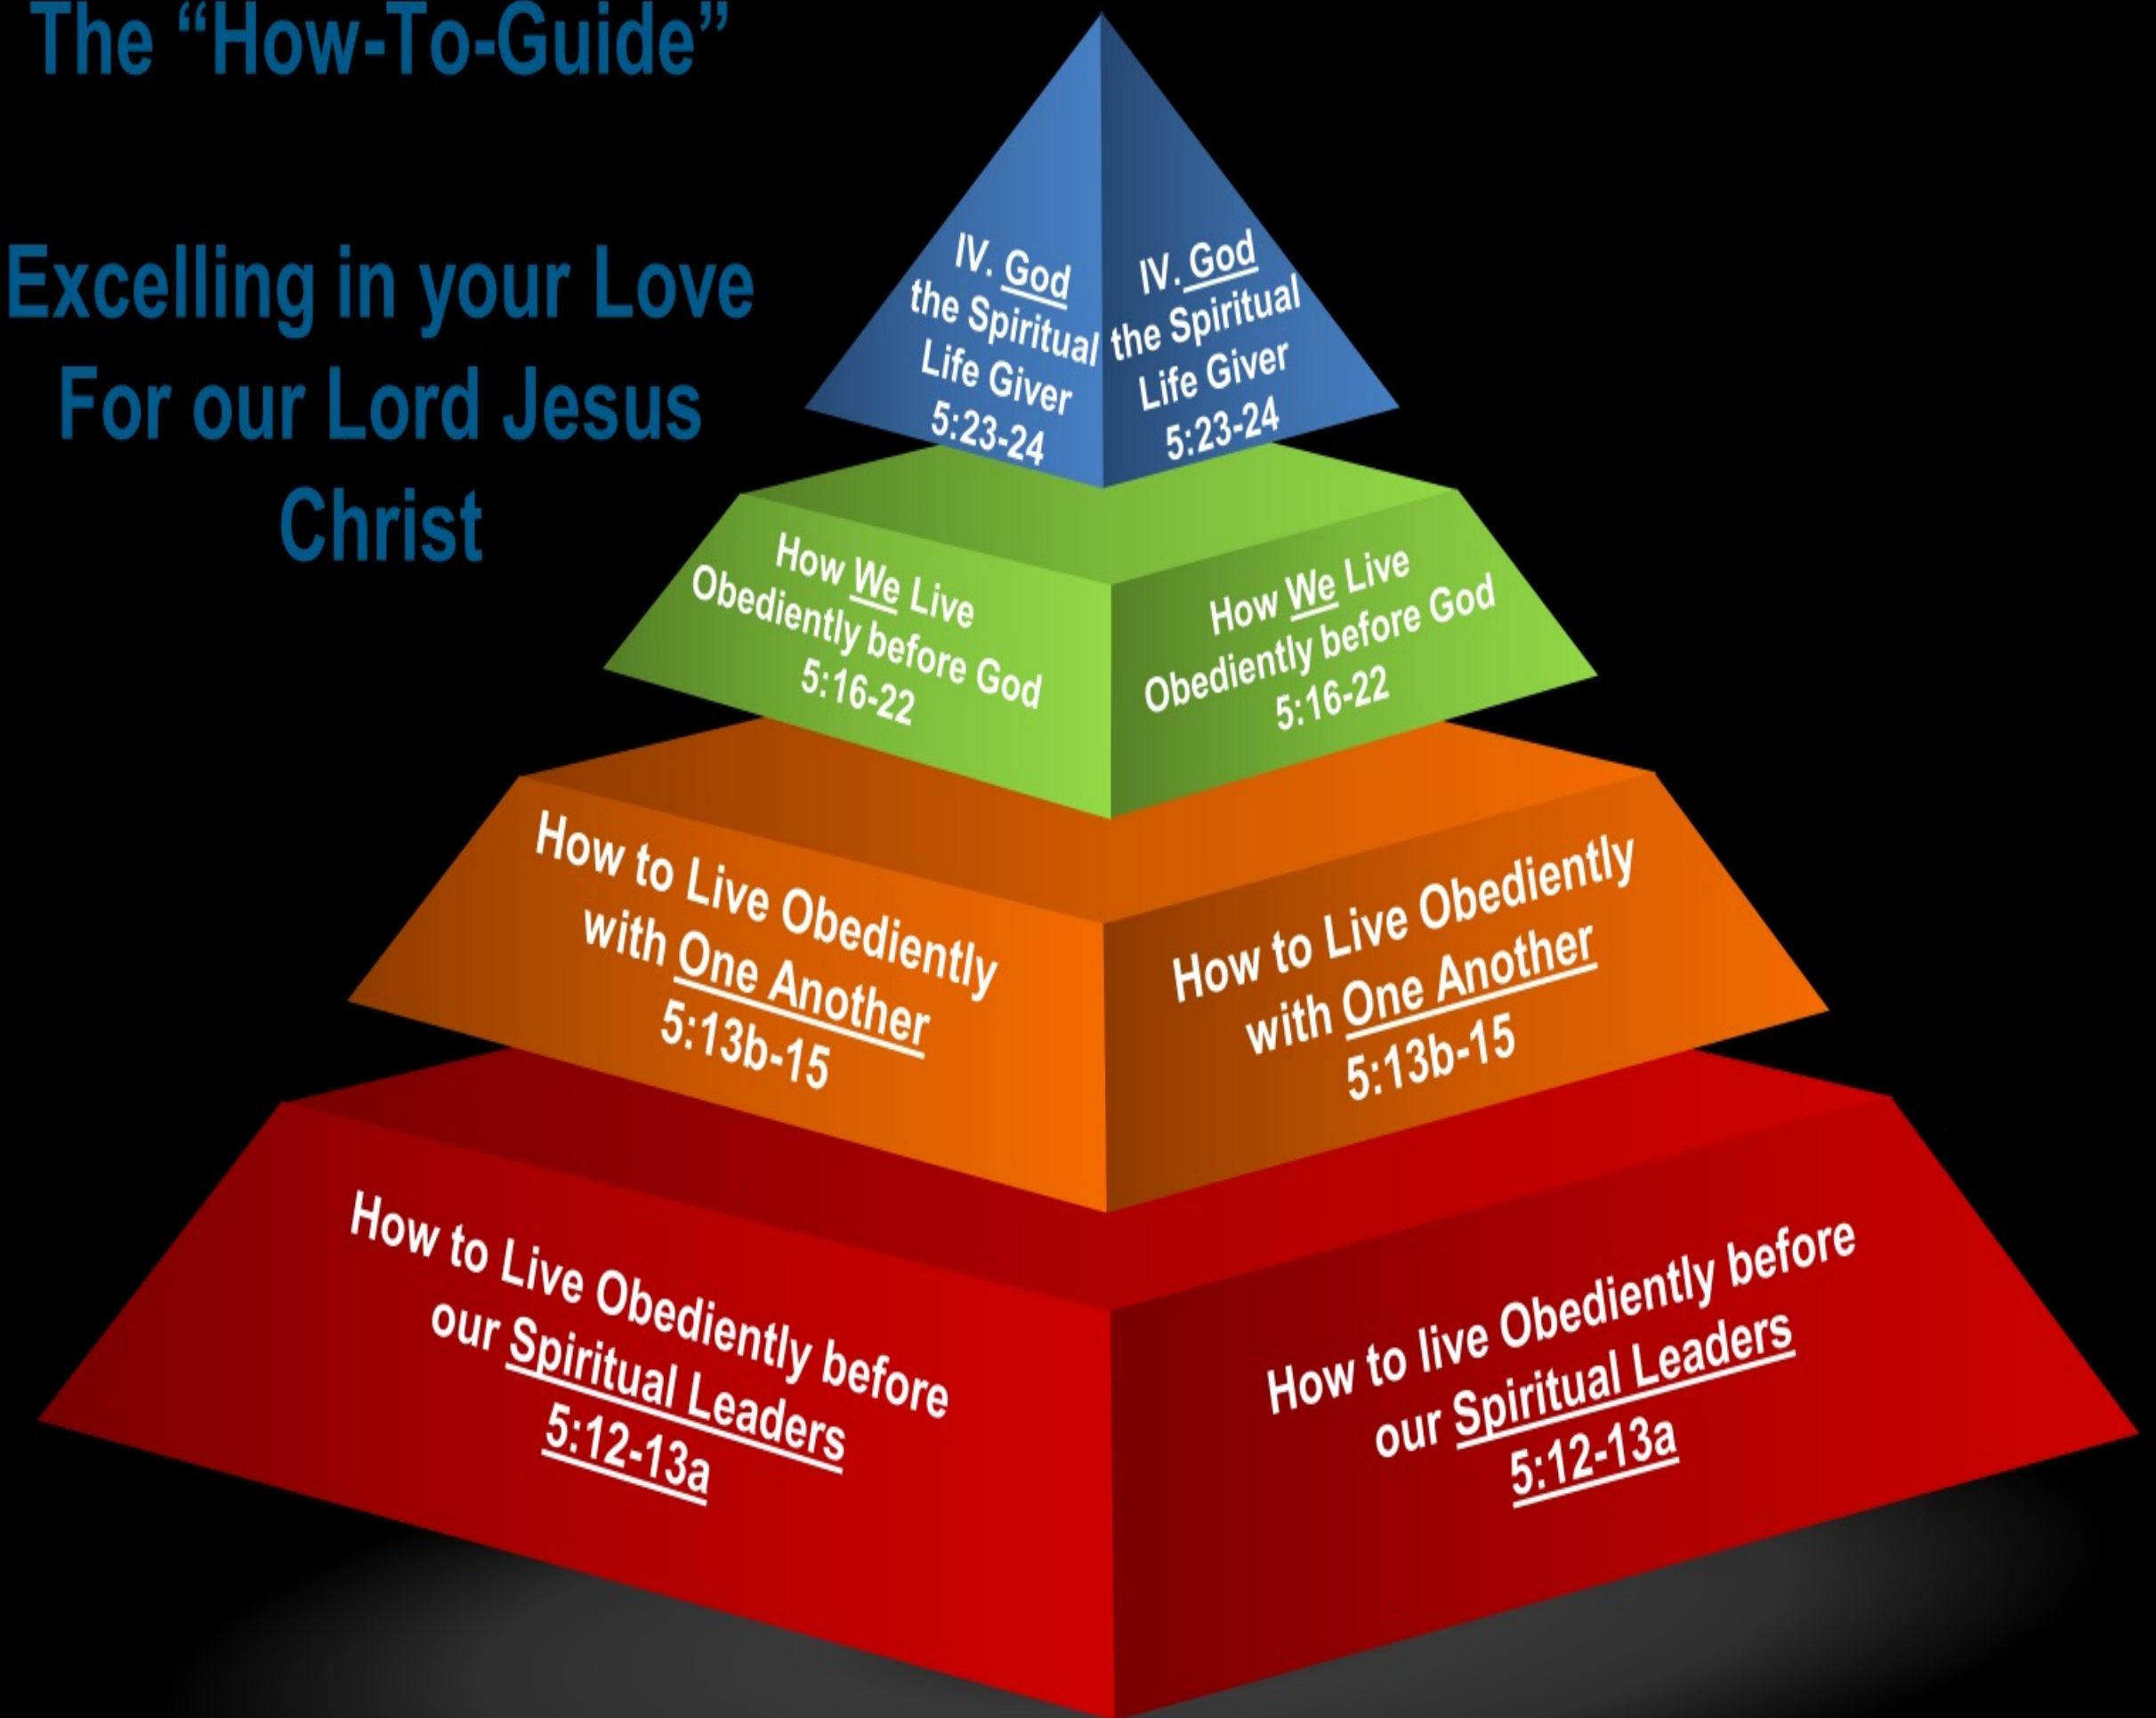 The “How-To-Guide”
Excelling in your Love
For our Lord Jesus
Christ
IV. God
the Spiritual
Life Giver
5:23-24
IV. God
the Spiritual
Life Giver
5:23-24
How We Live
Obediently before God
5:16-22
How We Live
Obediently before God
5:16-22
How to Live Obediently
with One Another
5:13b-15
How to Live Obediently
with One Another
5:13b-15
How to Live Obediently before
our Spiritual Leaders
5:12-13a
How to live Obediently before
our Spiritual Leaders
5:12-13a